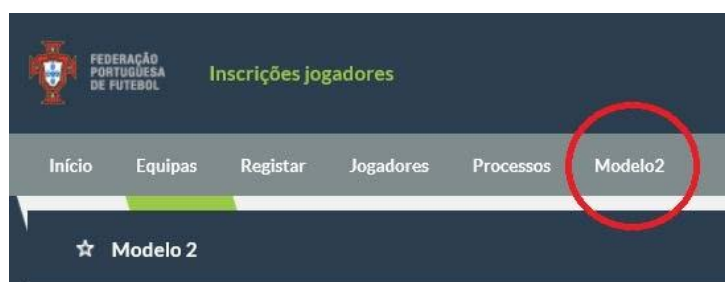 FEDERAÇÃO
PORTUGUESA
DE FUTEBOL
Inscrições jogadores
Início Equipas Registar Jogadores Processos Modelo2
Modelo 2